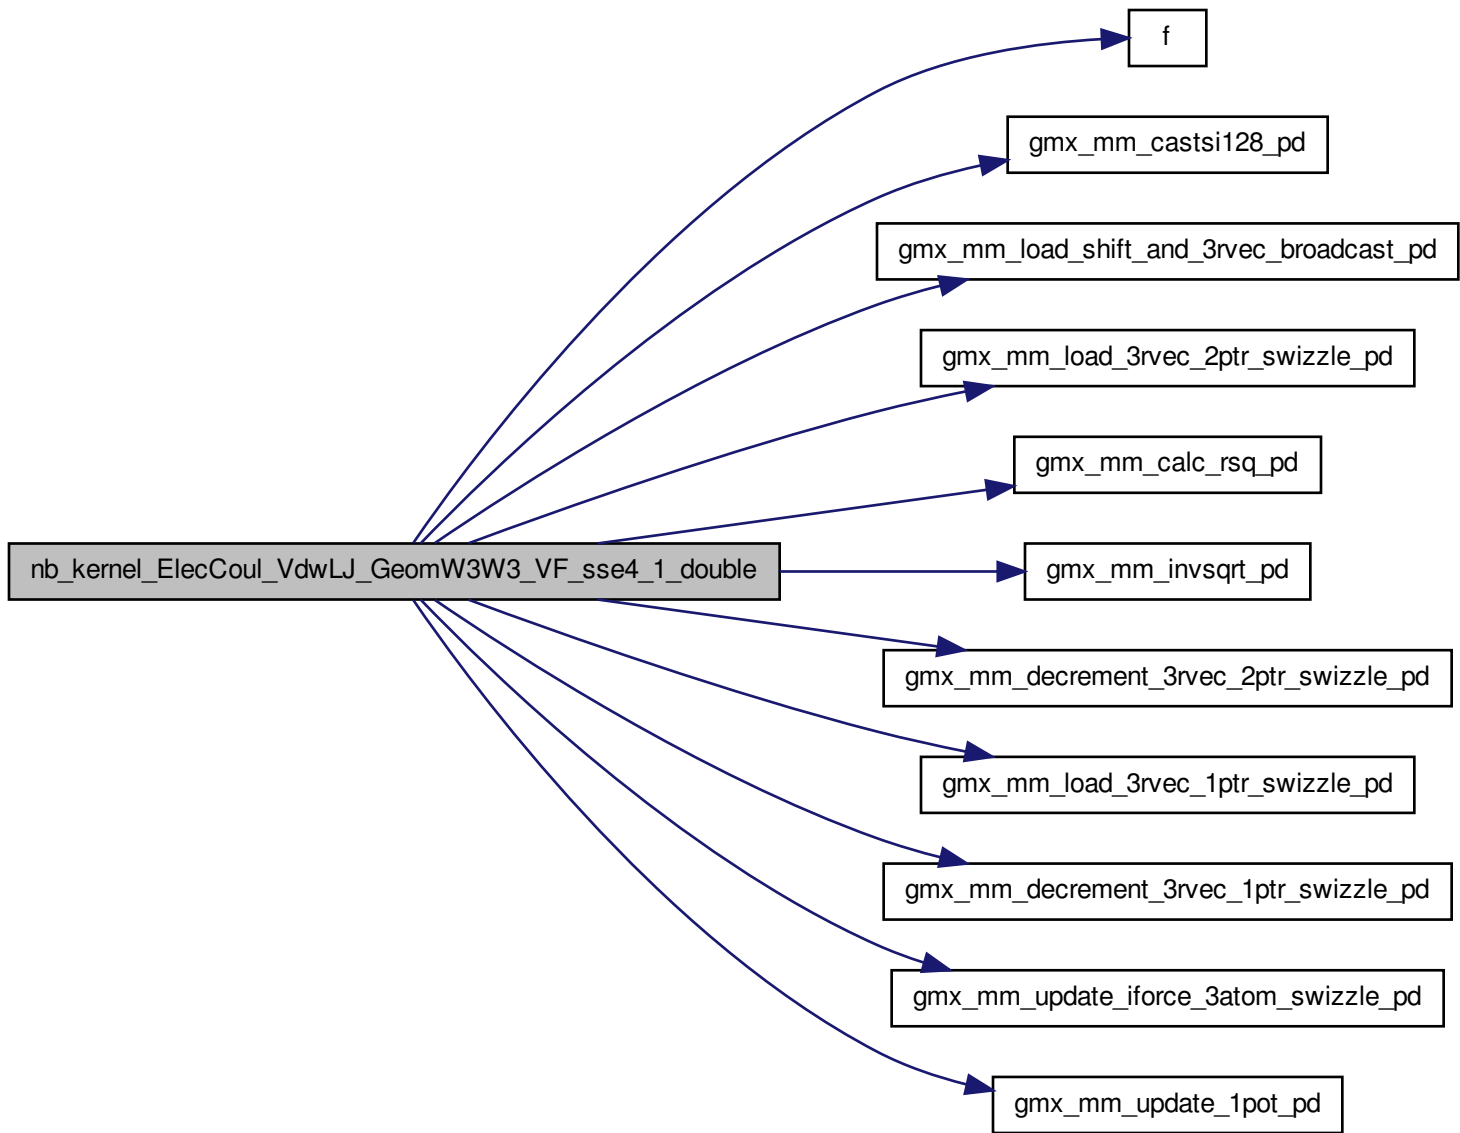 f
gmx_mm_castsi128_pd
gmx_mm_load_shift_and_3rvec_broadcast_pd
gmx_mm_load_3rvec_2ptr_swizzle_pd
gmx_mm_calc_rsq_pd
nb_kernel_ElecCoul_VdwLJ_GeomW3W3_VF_sse4_1_double
gmx_mm_invsqrt_pd
gmx_mm_decrement_3rvec_2ptr_swizzle_pd
gmx_mm_load_3rvec_1ptr_swizzle_pd
gmx_mm_decrement_3rvec_1ptr_swizzle_pd
gmx_mm_update_iforce_3atom_swizzle_pd
gmx_mm_update_1pot_pd